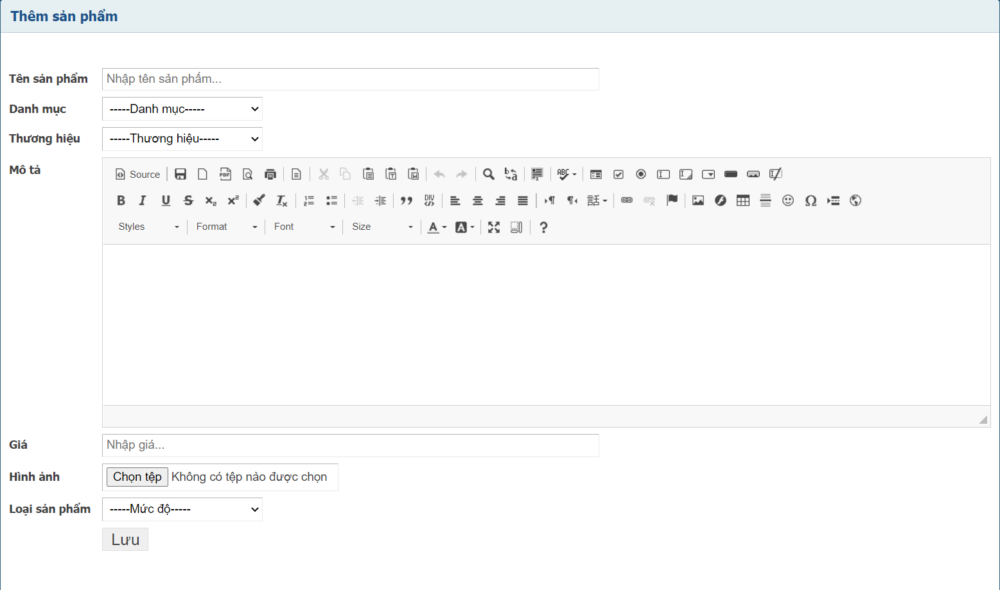 Thêm sản phẩm
Tên sản phẩm Nhập tên sản phẩm...
Danh mục -----Danh mục-----
Thương hiệu -----Thương hiệu-----
Mô tả Source
Styles Format Font Size
Giá Nhập giá...
Hình ảnh Chọn tệp Không có tệp nào được chọn
Loại sản phẩm -----Mức độ-----
Lưu